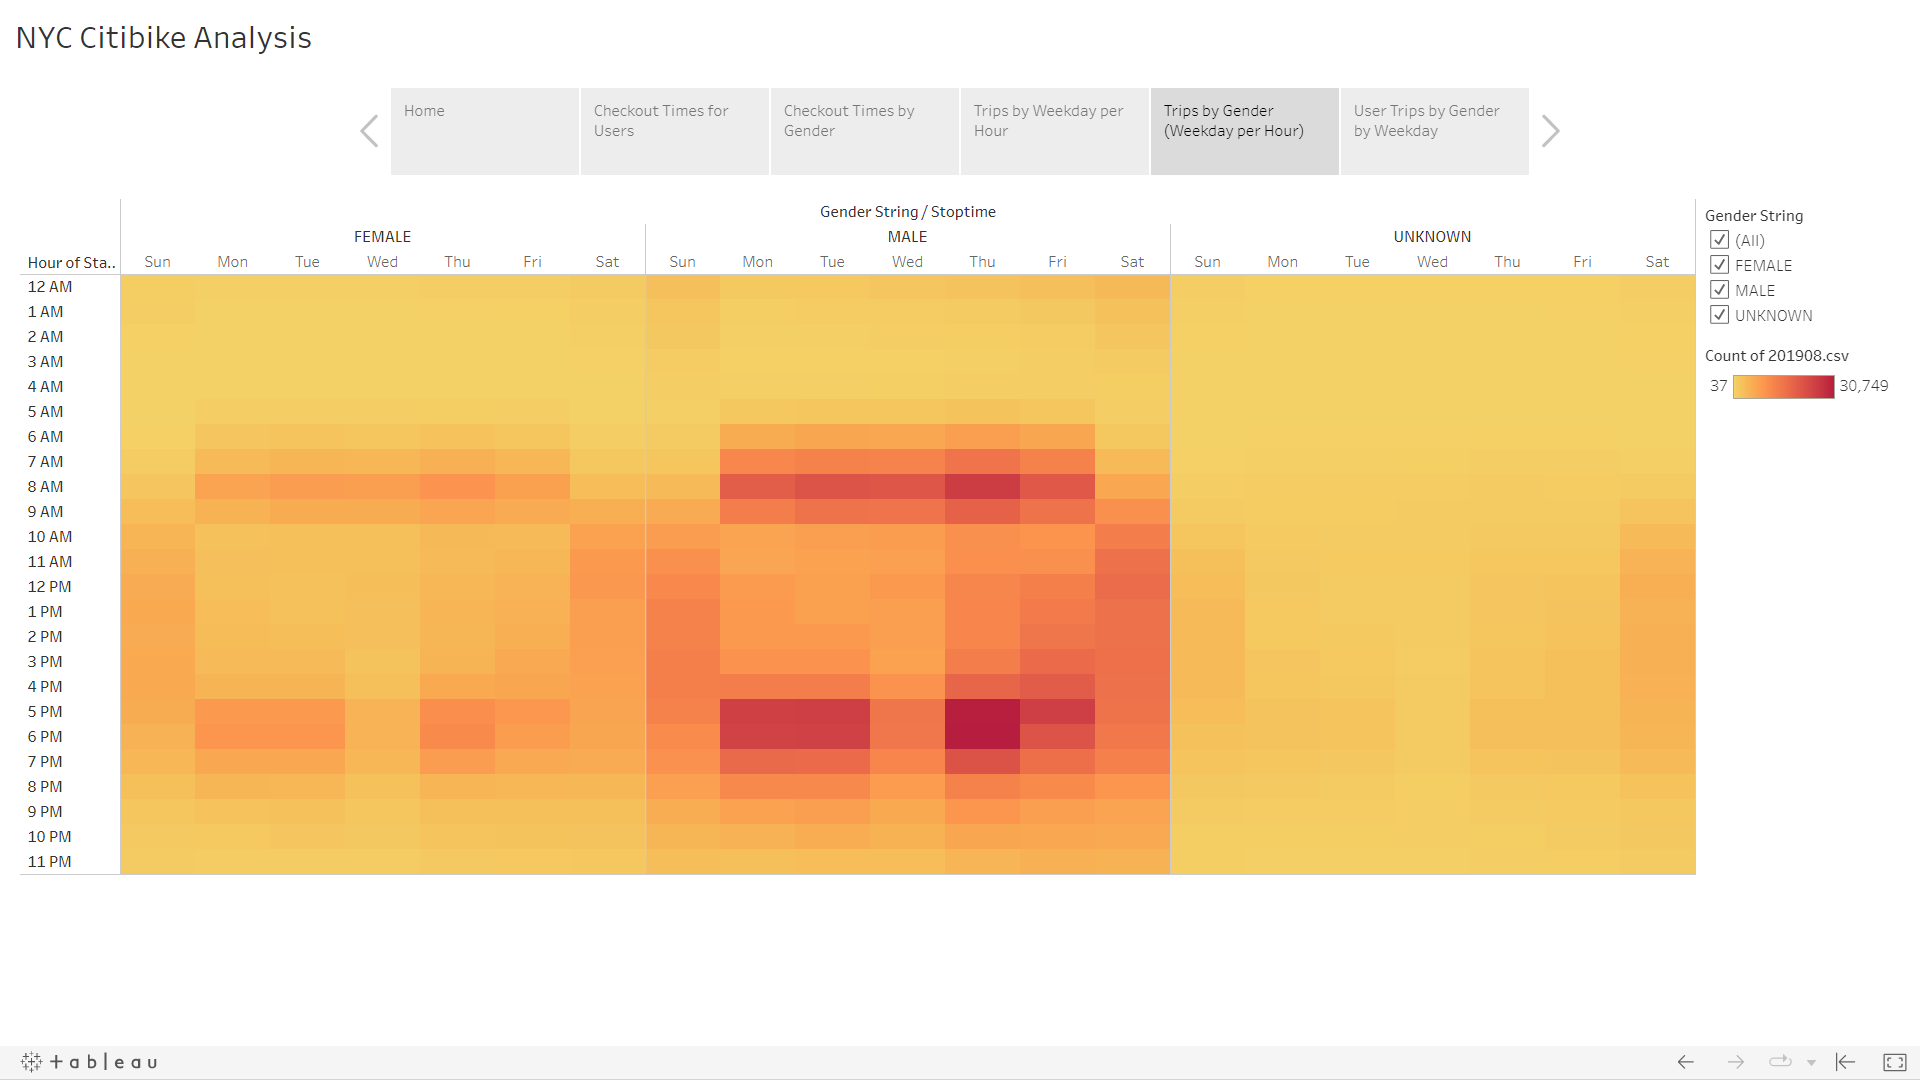 NYC Citibike Analysis
Home
Checkout Times for
Users
Checkout Times by
Gender
Trips by Weekday per
Hour
Trips by Gender
(Weekday per Hour)
User Trips by Gender
by Weekday
Gender String / Stoptime
FEMALE MALE UNKNOWN
Hour of Sta.. Sun Mon Tue Wed Thu Fri Sat Sun Mon Tue Wed Thu Fri Sat Sun Mon Tue Wed Thu Fri Sat
12 AM
1 AM
2 AM
3 AM
4 AM
5 AM
6 AM
7 AM
8 AM
9 AM
10 AM
11 AM
12 PM
1 PM
2 PM
3 PM
4 PM
5 PM
6 PM
7 PM
8 PM
9 PM
10 PM
11 PM
Gender String
(All)
FEMALE
MALE
UNKNOWN
Count of 201908.csv
37 30,749
+ a b l e a u